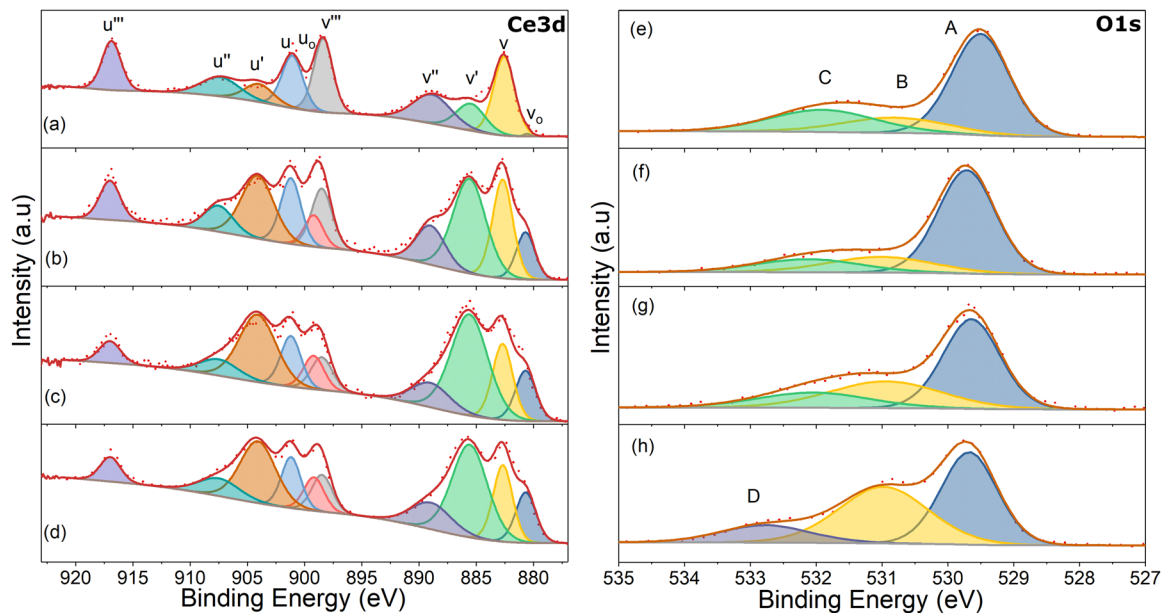 Ce3d
u''' u'' u' u u₀ v''' v'' v' v v₀
(a)
(b)
(c)
(d)
Intensity (a.u)
920 915 910 905 900 895 890 885 880
Binding Energy (eV)
O1s
(e) A
C B
(f)
(g)
(h)
D
Intensity (a.u)
535 534 533 532 531 530 529 528 527
Binding Energy (eV)